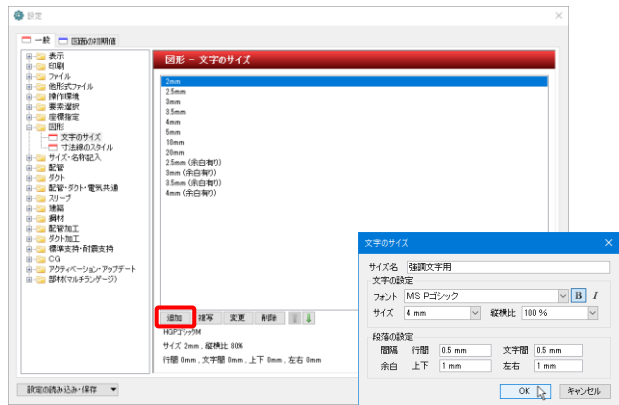 設定
一般 図面の初期値
表示
印刷
ファイル
他形式ファイル
操作環境
要素選択
座標指定
図形
文字のサイズ
寸法線のスタイル
サイズ・名称記入
配管
ダクト
配管・ダクト・電気共通
スリーブ
建築
鋼材
配管加工
ダクト加工
標準支持・耐震支持
CG
アクティベーション・アップデート
部材(マルチランゲージ)
図形 - 文字のサイズ
2mm
2.5mm
3mm
3.5mm
4mm
5mm
10mm
20mm
2.5mm (余白有り)
3mm (余白有り)
3.5mm (余白有り)
4mm (余白有り)
追加 複写 変更 削除
HGPゴシックM
サイズ 2mm , 縦横比 80%
行間 0mm , 文字間 0mm , 上下 0mm , 左右 0mm
設定の読み込み・保存
文字のサイズ
サイズ名 強調文字用
文字の設定
フォント MS Pゴシック B I
サイズ 4 mm 縦横比 100 %
段落の設定
間隔 行間 0.5 mm 文字間 0.5 mm
余白 上下 1 mm 左右 1 mm
OK キャンセル